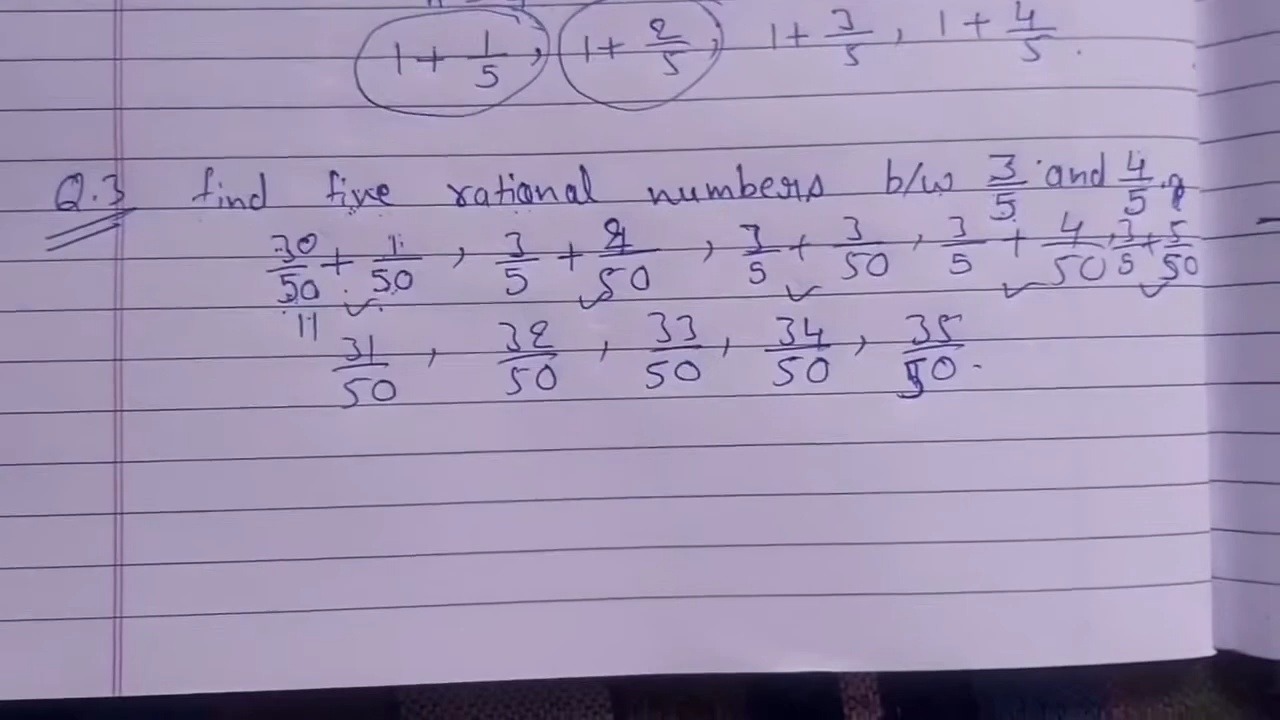 1 + 1/5, 1 + 2/5, 1 + 3/5, 1 + 4/5.
Q.3 find five rational numbers b/w 3/5 and 4/5.?
30/50 + 1/50, 3/5 + 2/50, 3/5 + 3/50, 3/5 + 4/50, 3/5 + 5/50
31/50, 32/50, 33/50, 34/50, 35/50.